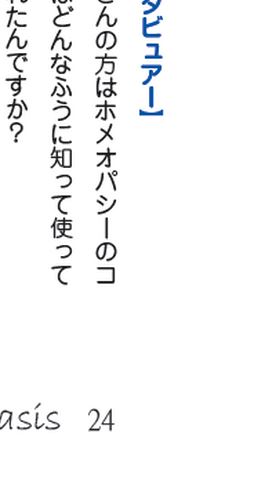 タビュアー】
さんの方はホメオパシーのコ
はどんなふうに知って使って
れたんですか?
asis 24